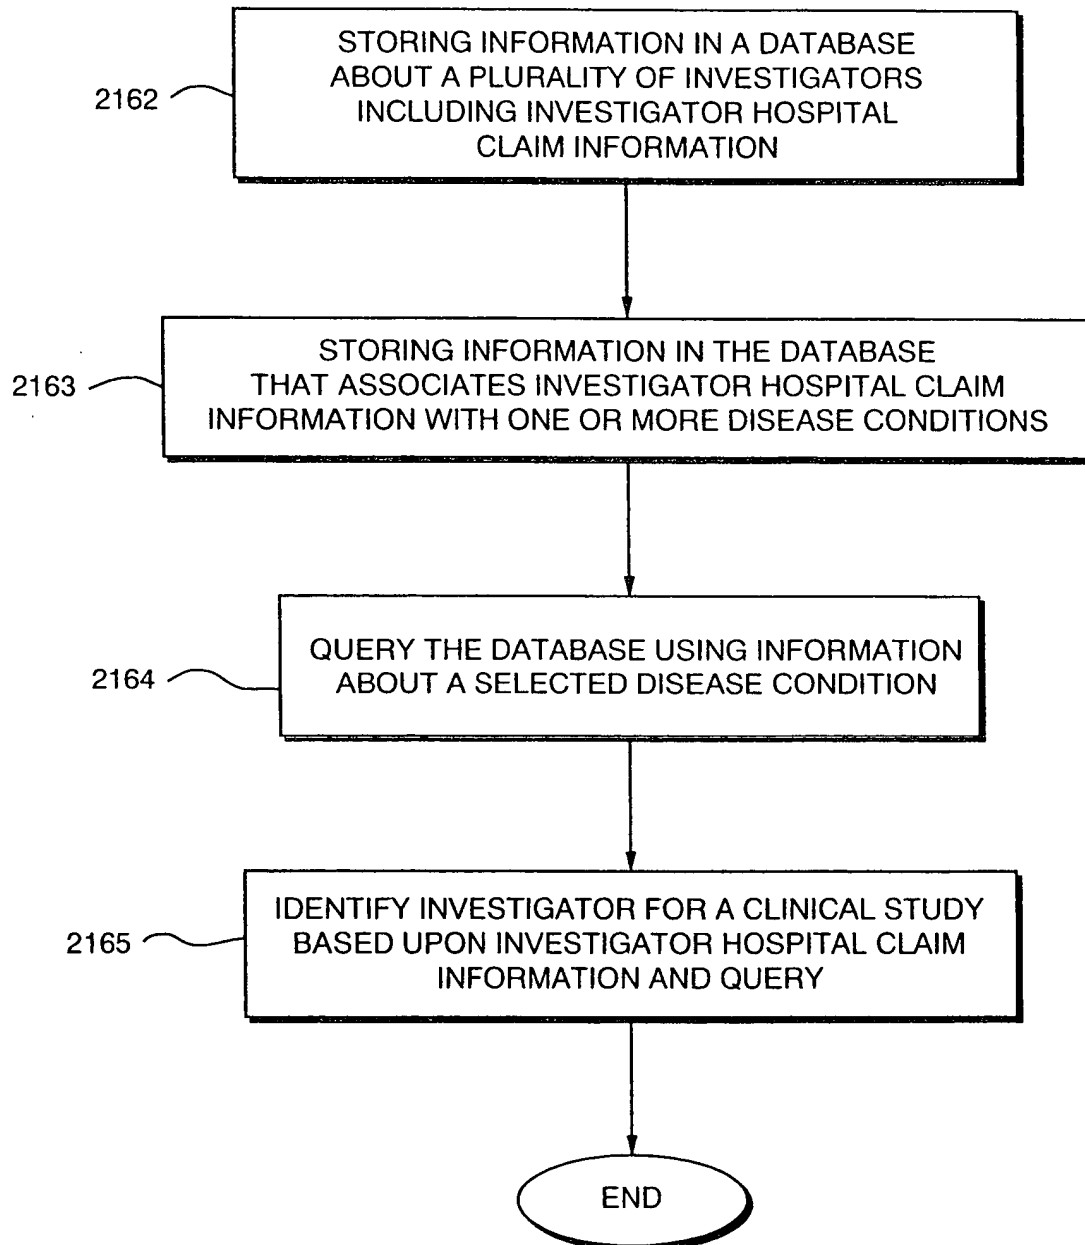 STORING INFORMATION IN A DATABASE
ABOUT A PLURALITY OF INVESTIGATORS
INCLUDING INVESTIGATOR HOSPITAL
CLAIM INFORMATION
2162
STORING INFORMATION IN THE DATABASE
THAT ASSOCIATES INVESTIGATOR HOSPITAL CLAIM
INFORMATION WITH ONE OR MORE DISEASE CONDITIONS
2163
QUERY THE DATABASE USING INFORMATION
ABOUT A SELECTED DISEASE CONDITION
2164
IDENTIFY INVESTIGATOR FOR A CLINICAL STUDY
BASED UPON INVESTIGATOR HOSPITAL CLAIM
INFORMATION AND QUERY
2165
END